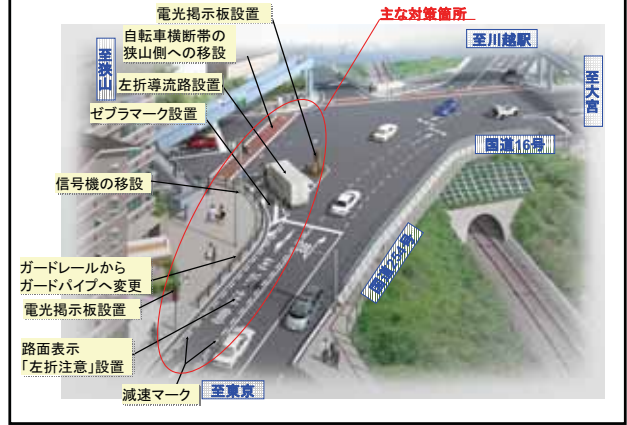 電光掲示板設置
主な対策箇所
自転車横断帯の
狭山側への移設
至川越駅
至狭山
左折導流路設置
至大宮
ゼブラマーク設置
国道16号
信号機の移設
国道254号
ガードレールから
ガードパイプへ変更
電光掲示板設置
路面表示
「左折注意」設置
減速マーク
至東京